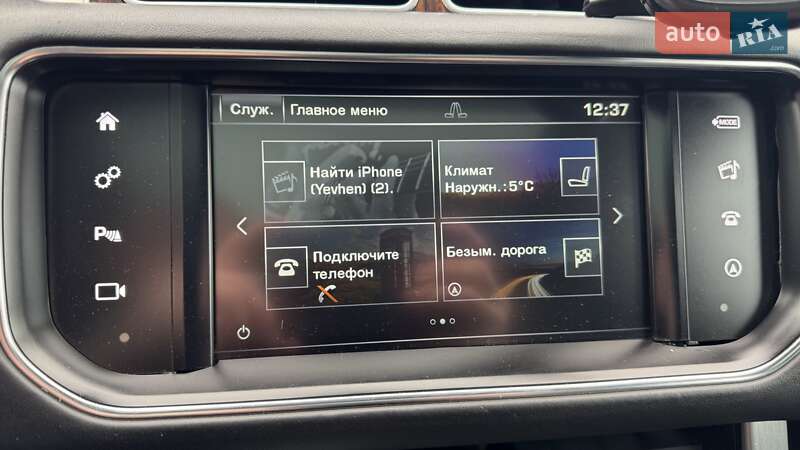 auto RIA
.com
Служ. Главное меню 12:37
MODE
Найти iPhone
(Yevhen) (2).
Климат
Наружн.:5°C
P
Подключите
телефон
Безым. дорога